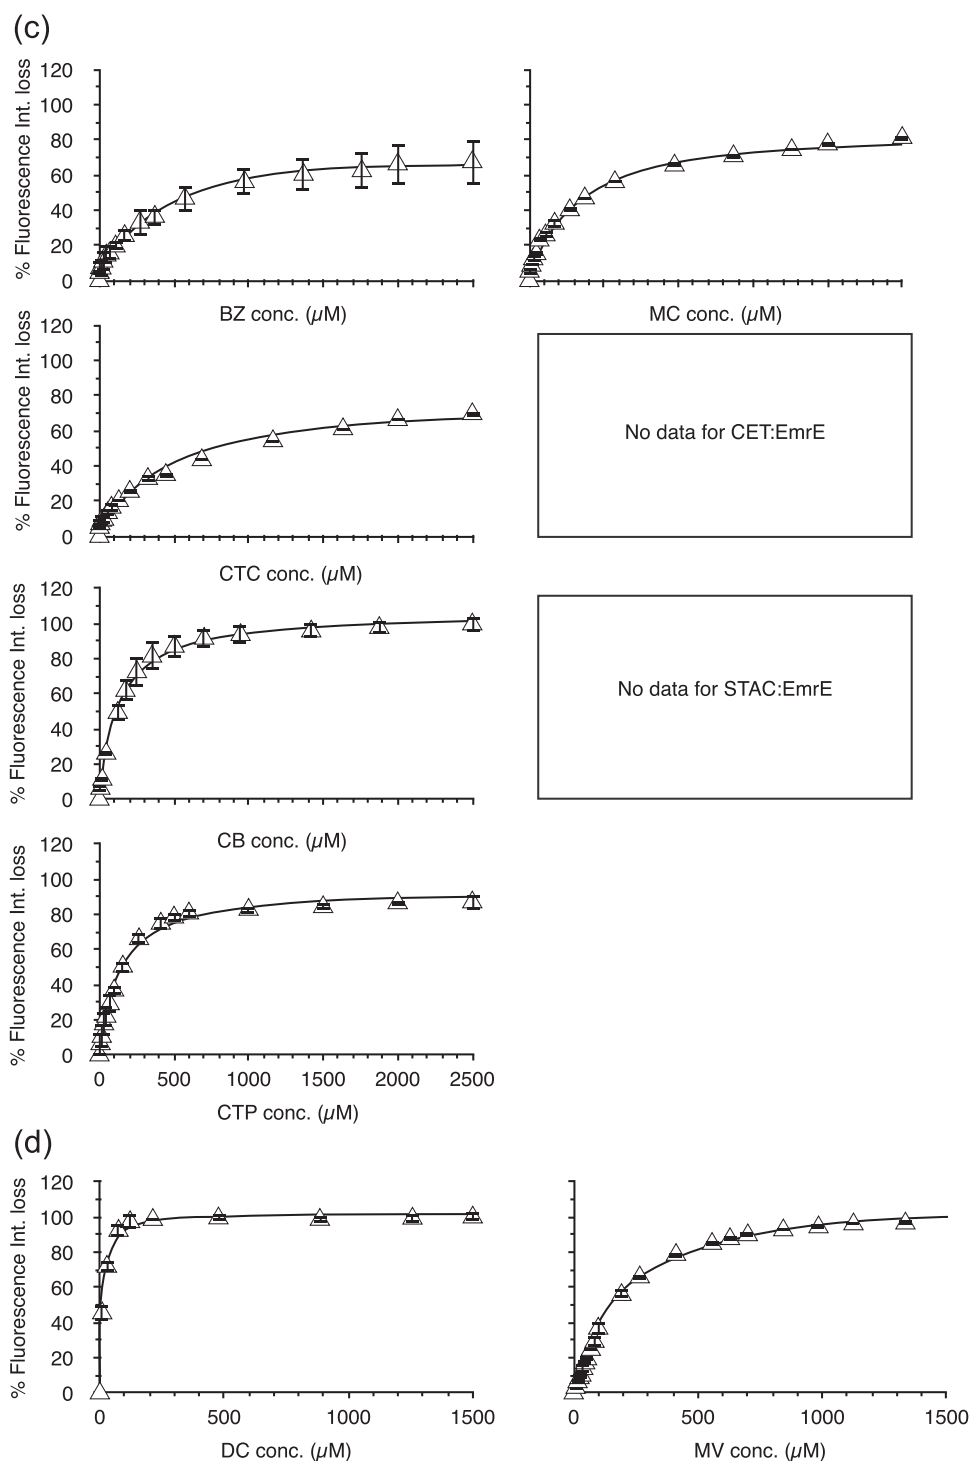 (c)
% Fluorescence Int. loss
120
100
80
60
40
20
0
BZ conc. (µM)
MC conc. (µM)
% Fluorescence Int. loss
120
100
80
60
40
20
0
CTC conc. (µM)
No data for CET:EmrE
% Fluorescence Int. loss
120
100
80
60
40
20
0
CB conc. (µM)
No data for STAC:EmrE
% Fluorescence Int. loss
120
100
80
60
40
20
0
0 500 1000 1500 2000 2500
CTP conc. (µM)
(d)
% Fluorescence Int. loss
120
100
80
60
40
20
0
0 500 1000 1500
DC conc. (µM)
0 500 1000 1500
MV conc. (µM)